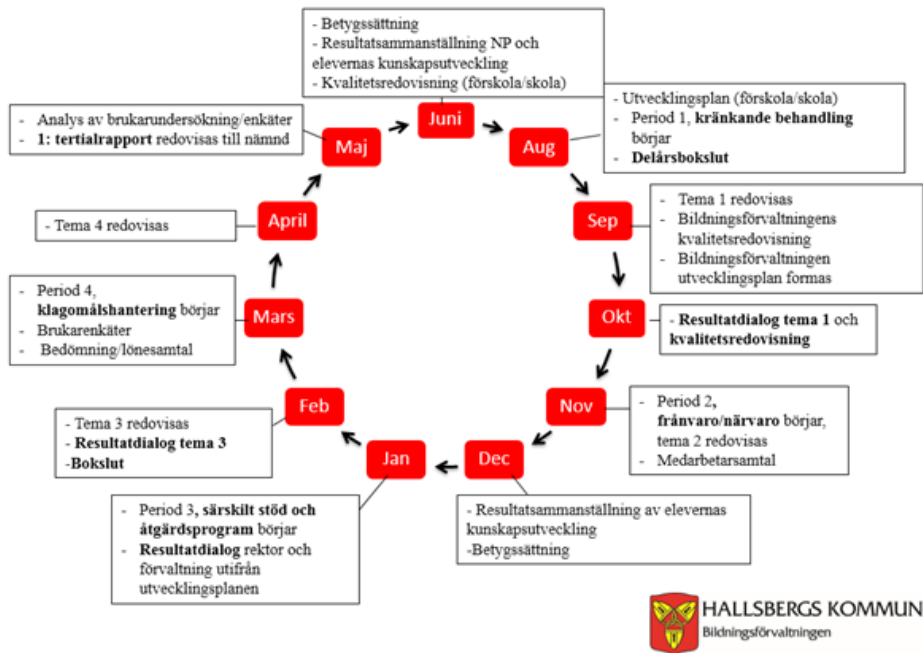 - Betygssättning
- Resultatsammanställning NP och
elevernas kunskapsutveckling
- Kvalitetsredovisning (förskola/skola)
Juni
- Utvecklingsplan (förskola/skola)
- Period 1, kränkande behandling
börjar
- Delårsbokslut
Aug
- Tema 1 redovisas
- Bildningsförvaltningens
kvalitetsredovisning
- Bildningsförvaltningen
utvecklingsplan formas
Sep
- Resultatdialog tema 1 och
kvalitetsredovisning
Okt
- Period 2, 
frånvaro/närvaro börjar,
tema 2 redovisas
- Medarbetarsamtal
Nov
- Resultatsammanställning av elevernas
kunskapsutveckling
-Betygssättning
Dec
- Period 3, särskilt stöd och
åtgärdsprogram börjar
- Resultatdialog rektor och
förvaltning utifrån
utvecklingsplanen
Jan
- Tema 3 redovisas
- Resultatdialog tema 3
-Bokslut
Feb
- Period 4,
klagomålshantering börjar
- Brukarenkäter
- Bedömning/lönesamtal
Mars
- Tema 4 redovisas
April
- Analys av brukarundersökning/enkäter
- 1: tertialrapport redovisas till nämnd
Maj
HALLSBERGS KOMMUN
Bildningsförvaltningen